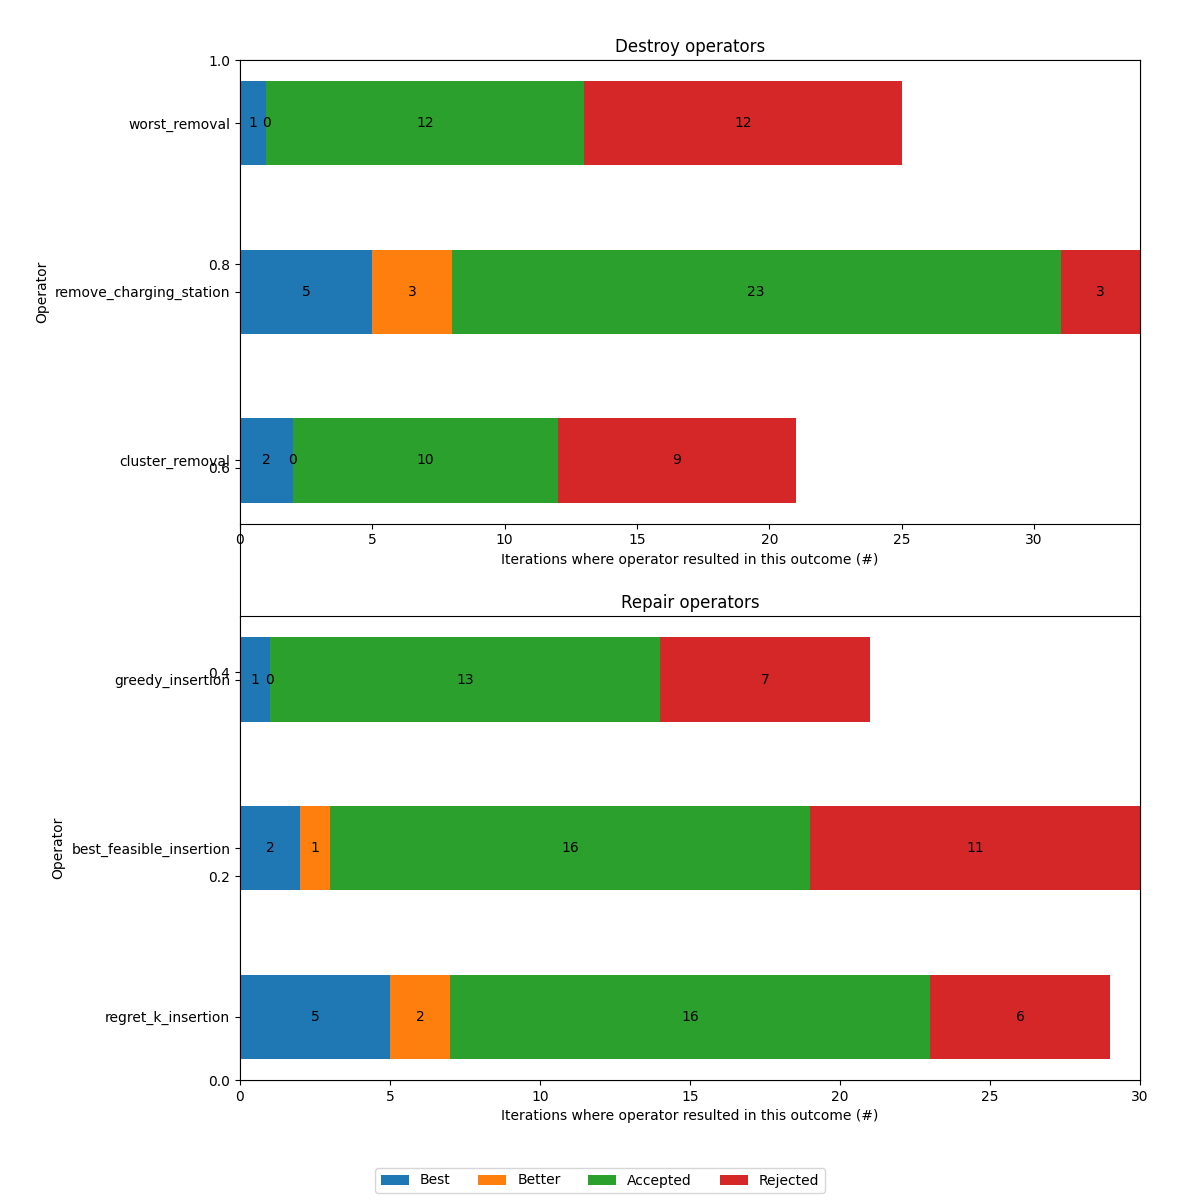 Destroy operators
1.0
worst_removal 1 0 12 12
0.8
Operator
remove_charging_station 5 3 23 3
cluster_removal 2 0 10 9
0.6
0 5 10 15 20 25 30
Iterations where operator resulted in this outcome (#)
Repair operators
0.4
greedy_insertion 1 0 13 7
Operator
best_feasible_insertion 2 1 16 11
0.2
regret_k_insertion 5 2 16 6
0.0
0 5 10 15 20 25 30
Iterations where operator resulted in this outcome (#)
Best Better Accepted Rejected